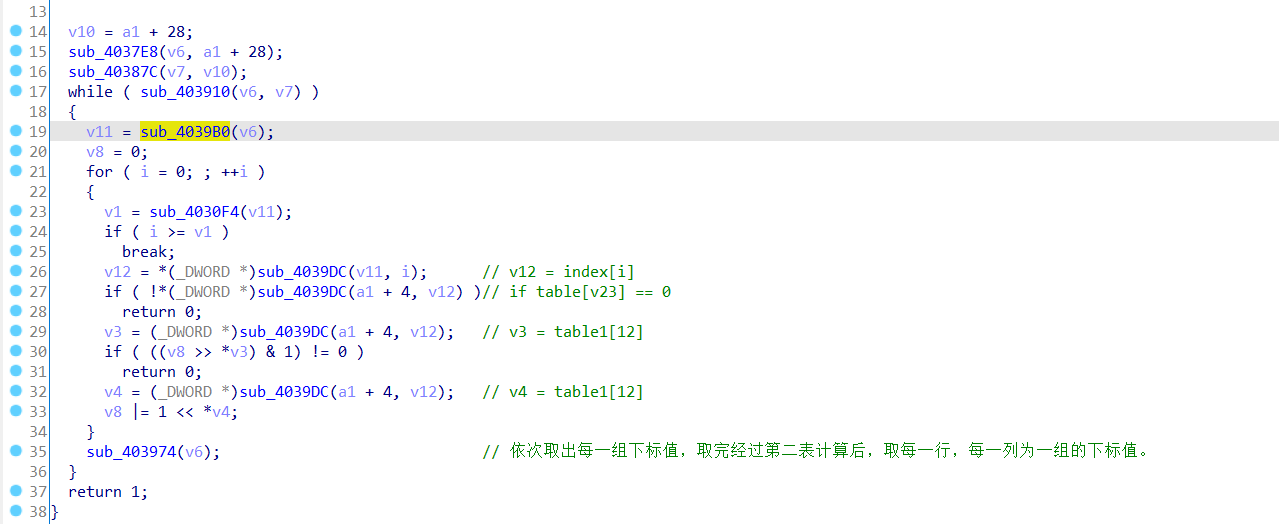 13
14 v10 = a1 + 28;
15 sub_4037E8(v6, a1 + 28);
16 sub_40387C(v7, v10);
17 while ( sub_403910(v6, v7) )
18 {
19 v11 = sub_4039B0(v6);
20 v8 = 0;
21 for ( i = 0; ; ++i )
22 {
23 v1 = sub_4030F4(v11);
24 if ( i >= v1 )
25 break;
26 v12 = *(_DWORD *)sub_4039DC(v11, i); // v12 = index[i]
27 if ( !*(_DWORD *)sub_4039DC(a1 + 4, v12) )// if table[v23] == 0
28 return 0;
29 v3 = (_DWORD *)sub_4039DC(a1 + 4, v12); // v3 = table1[12]
30 if ( ((v8 >> *v3) & 1) != 0 )
31 return 0;
32 v4 = (_DWORD *)sub_4039DC(a1 + 4, v12); // v4 = table1[12]
33 v8 |= 1 << *v4;
34 }
35 sub_403974(v6); // 依次取出每一组下标值，取完经过第二表计算后，取每一行，每一列为一组的下标值。
36 }
37 return 1;
38 }